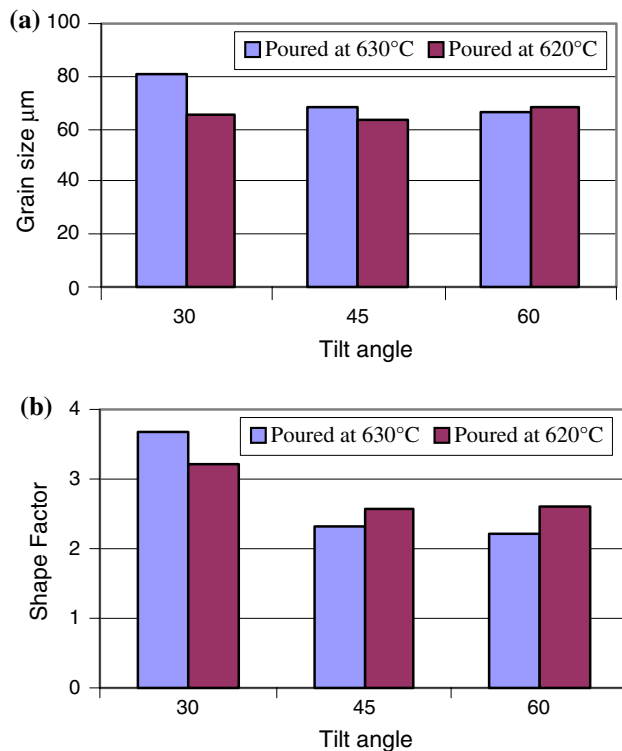 (a)
100
80
60
40
20
0
Grain size μm
Poured at 630°C Poured at 620°C
30 45 60
Tilt angle
(b)
4
3
2
1
0
Shape Factor
Poured at 630°C Poured at 620°C
30 45 60
Tilt angle